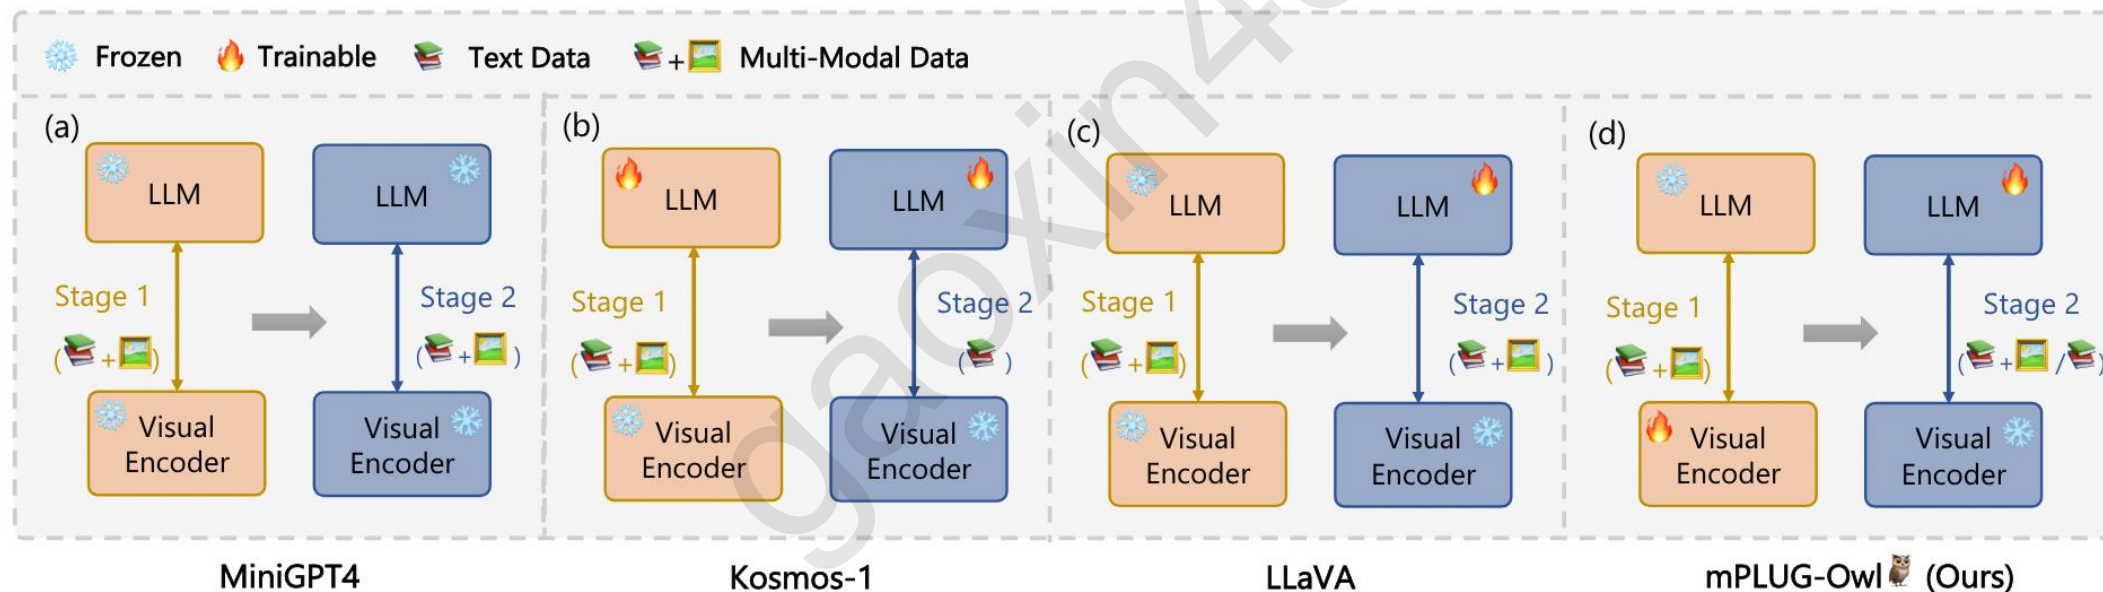 Frozen Trainable Text Data + Multi-Modal Data
(a)
LLM
LLM
Stage 1
( + )
Stage 2
( + )
Visual
Encoder
Visual
Encoder
(b)
LLM
LLM
Stage 1
( + )
Stage 2
( )
Visual
Encoder
Visual
Encoder
(c)
LLM
LLM
Stage 1
( + )
Stage 2
( + )
Visual
Encoder
Visual
Encoder
(d)
LLM
LLM
Stage 1
( + )
Stage 2
( + / )
Visual
Encoder
Visual
Encoder
MiniGPT4
Kosmos-1
LLaVA
mPLUG-Owl (Ours)